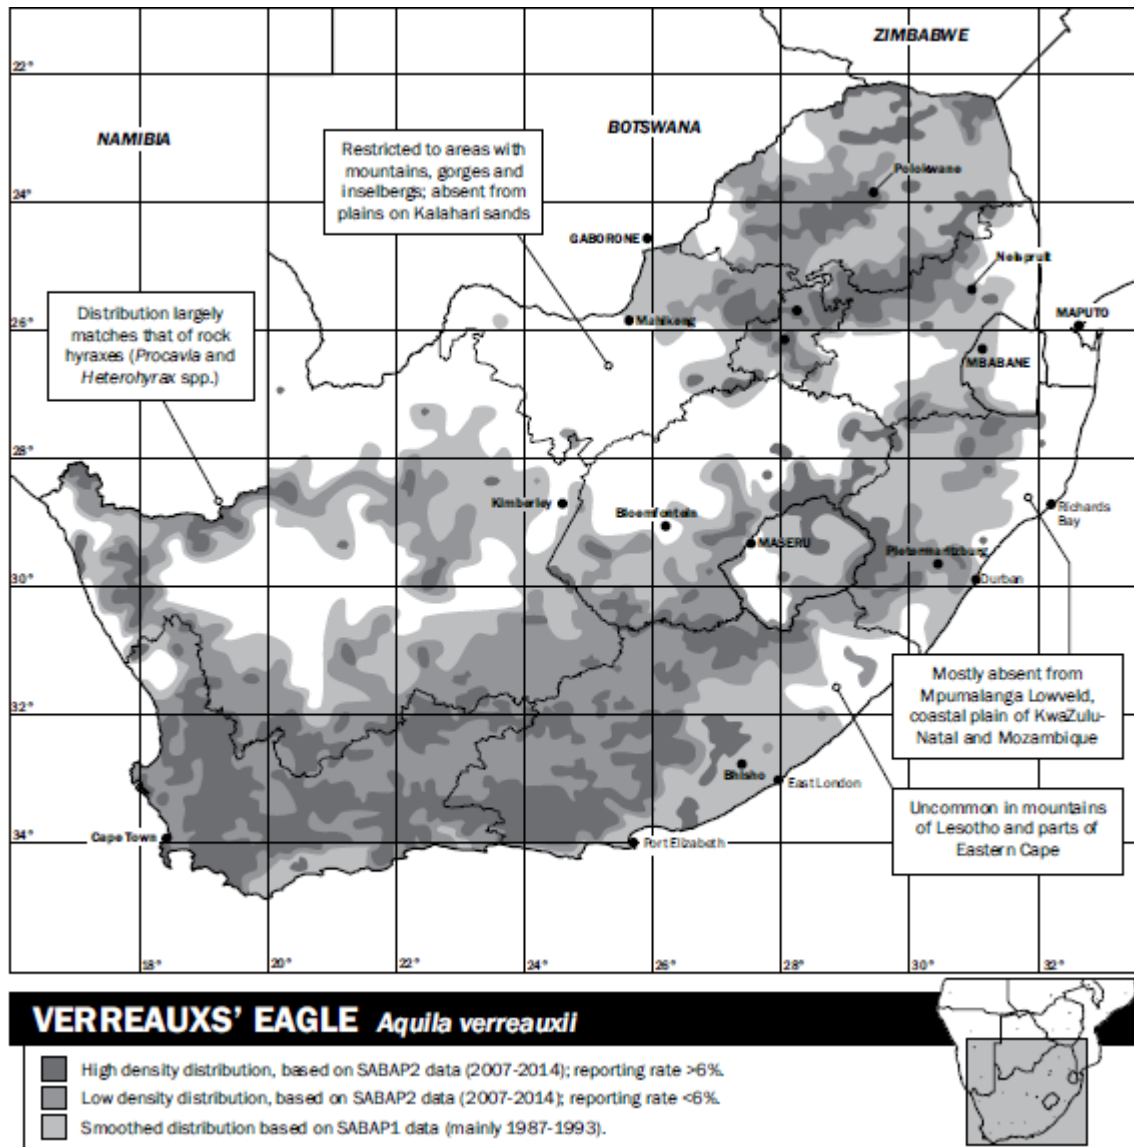 ZIMBABWE
22°
NAMIBIA
BOTSWANA
Restricted to areas with
mountains, gorges and
inselbergs; absent from
plains on Kalahari sands
Polokwane
24°
GABORONE
Nelspruit
Distribution largely
matches that of rock
hyraxes (Procavia and
Heterohyrax spp.)
26°
Mahikeng
MAPUTO
MBABANE
28°
Kimberley
Bloemfontein
Richards
Bay
MASERU
Pietermaritzburg
30°
Durban
Mostly absent from
Mpumalanga Lowveld,
coastal plain of KwaZulu-
Natal and Mozambique
32°
Bhisho
East London
Uncommon in mountains
of Lesotho and parts of
Eastern Cape
34°
Cape Town
Port Elizabeth
18°
20°
22°
24°
26°
28°
30°
32°
VERREAUXS' EAGLE Aquila verreauxii
High density distribution, based on SABAP2 data (2007-2014); reporting rate >6%.
Low density distribution, based on SABAP2 data (2007-2014); reporting rate <6%.
Smoothed distribution based on SABAP1 data (mainly 1987-1993).